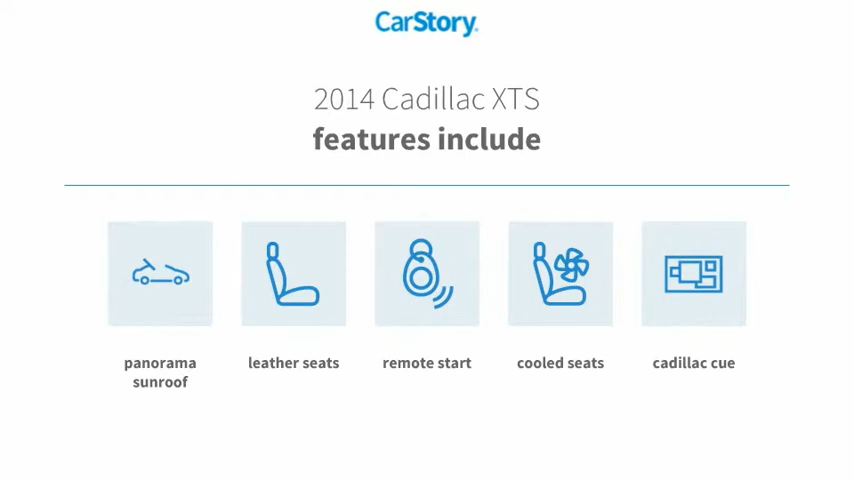 CarStory
2014 Cadillac XTS
features include
panorama
sunroof
leather seats
remote start
cooled seats
cadillac cue